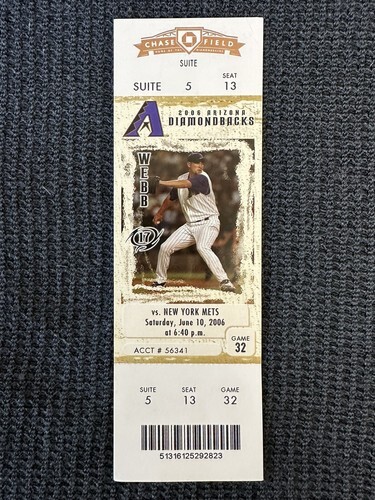 CHASE FIELD
SUITE
SUITE 5 SEAT 13
A
2006 ARIZONA
DIAMONDBACKS
WEBB
17
vs. NEW YORK METS
Saturday, June 10, 2006
at 6:40 p.m.
GAME
32
ACCT # 56341
SUITE SEAT GAME
5 13 32
51316125292823